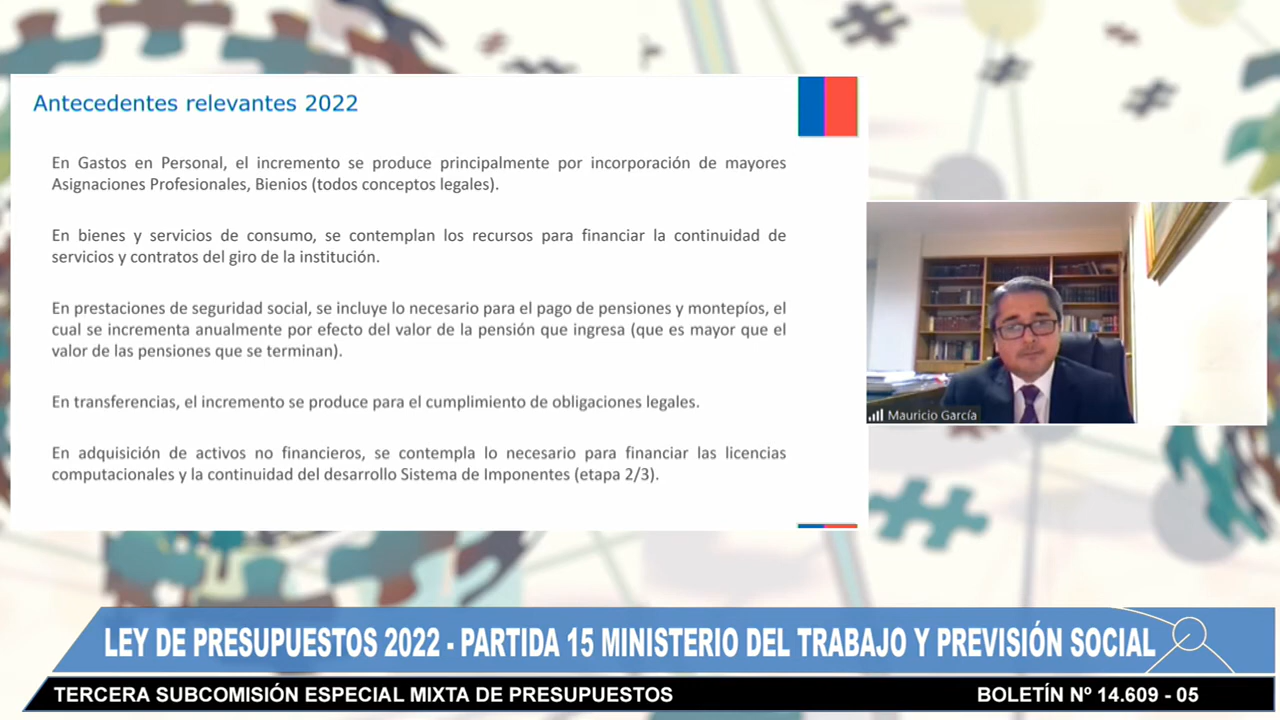 Antecedentes relevantes 2022
En Gastos en Personal, el incremento se produce principalmente por incorporación de mayores
Asignaciones Profesionales, Bienios (todos conceptos legales).
En bienes y servicios de consumo, se contemplan los recursos para financiar la continuidad de
servicios y contratos del giro de la institución.
En prestaciones de seguridad social, se incluye lo necesario para el pago de pensiones y montepíos, el
cual se incrementa anualmente por efecto del valor de la pensión que ingresa (que es mayor que el
valor de las pensiones que se terminan).
En transferencias, el incremento se produce para el cumplimiento de obligaciones legales.
En adquisición de activos no financieros, se contempla lo necesario para financiar las licencias
computacionales y la continuidad del desarrollo Sistema de Imponentes (etapa 2/3).
Mauricio García
LEY DE PRESUPUESTOS 2022 - PARTIDA 15 MINISTERIO DEL TRABAJO Y PREVISIÓN SOCIAL
TERCERA SUBCOMISIÓN ESPECIAL MIXTA DE PRESUPUESTOS
BOLETÍN Nº 14.609 - 05